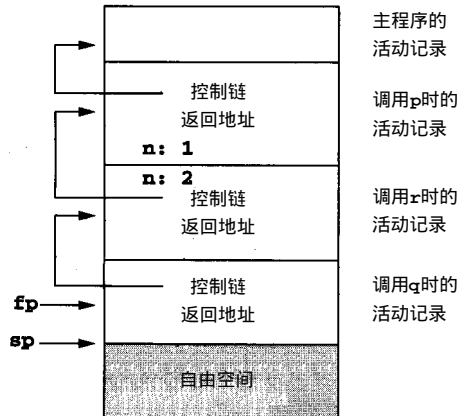 主程序的
活动记录
控制链
返回地址
n: 1
调用p时的
活动记录
n: 2
控制链
返回地址
调用r时的
活动记录
控制链
返回地址
调用q时的
活动记录
fp
sp
自由空间